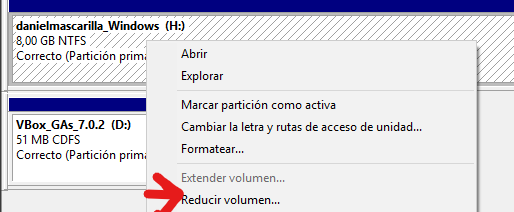 danielmascarilla_Windows (H:)
8,00 GB NTFS
Correcto (Partición prima
Abrir
Explorar
Marcar partición como activa
Cambiar la letra y rutas de acceso de unidad...
Formatear...
Extender volumen...
Reducir volumen...
VBox_GAs_7.0.2 (D:)
51 MB CDFS
Correcto (Partición prima